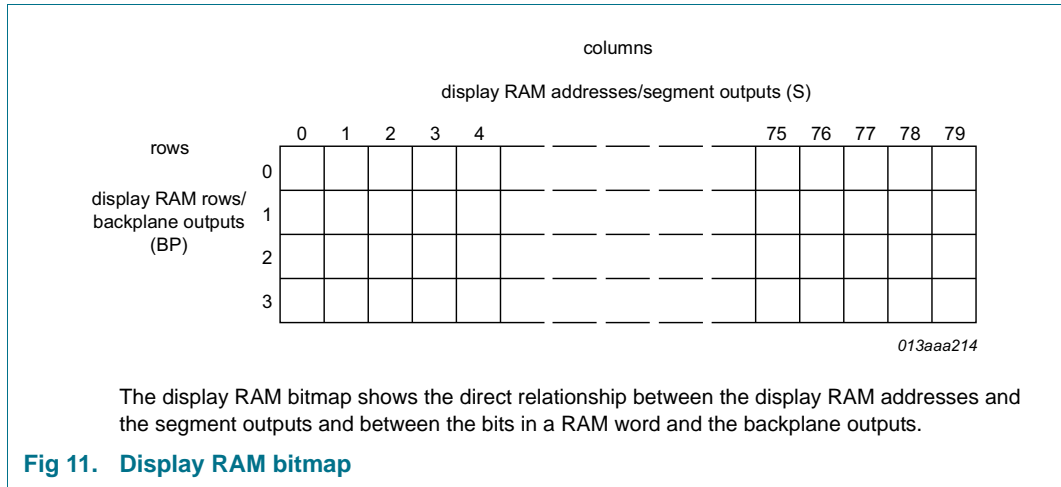 columns
display RAM addresses/segment outputs (S)
0 1 2 3 4 75 76 77 78 79
rows
0
display RAM rows/
backplane outputs
(BP)
1
2
3
013aaa214
The display RAM bitmap shows the direct relationship between the display RAM addresses and
the segment outputs and between the bits in a RAM word and the backplane outputs.
Fig 11. Display RAM bitmap